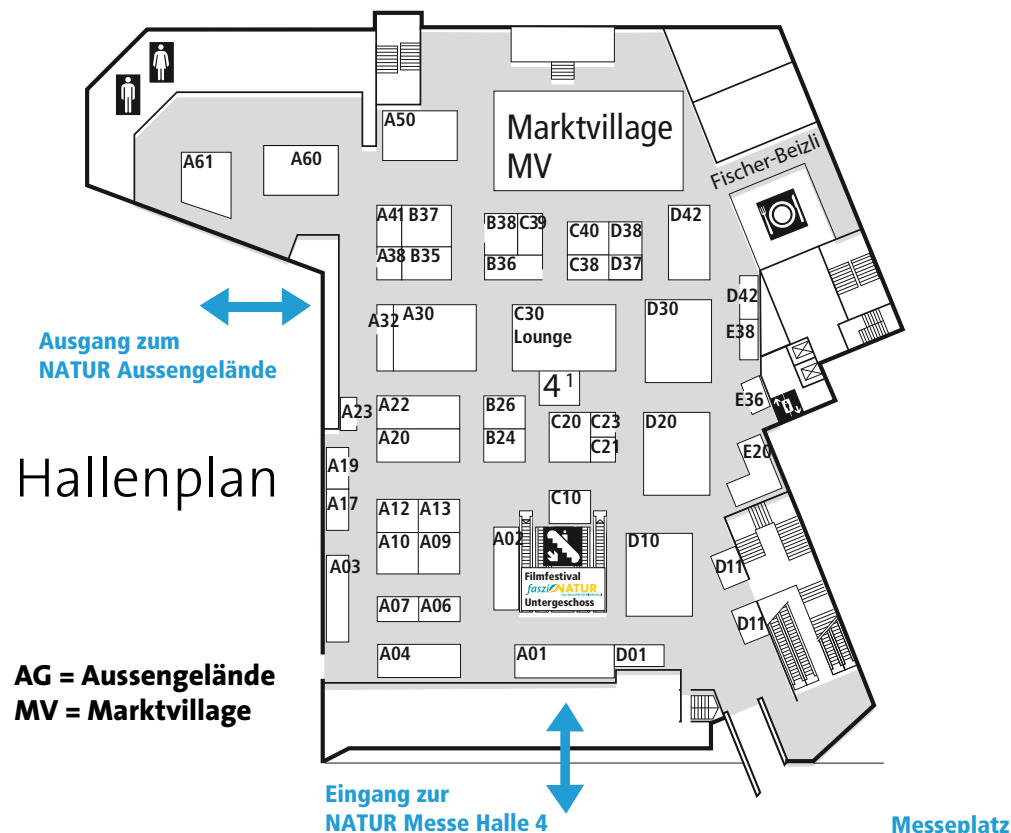 A50
Marktvillage
MV
Fischer-Beizli
A61
A60
A41
B37
B38
C39
C40
D38
D42
A38
B35
B36
C38
D37
D42
E38
A32
A30
C30
Lounge
D30
Ausgang zum
NATUR Aussengelände
4 1
E36
A23
A22
B26
C20
C23
D20
A20
B24
C21
E20
Hallenplan
A19
A17
C10
A12
A13
A10
A09
A02
D10
D11
A03
Filmfestival
fasziNATUR
Untergeschoss
A07
A06
D11
A04
A01
D01
AG = Aussengelände
MV = Marktvillage
Eingang zur
NATUR Messe Halle 4
Messeplatz